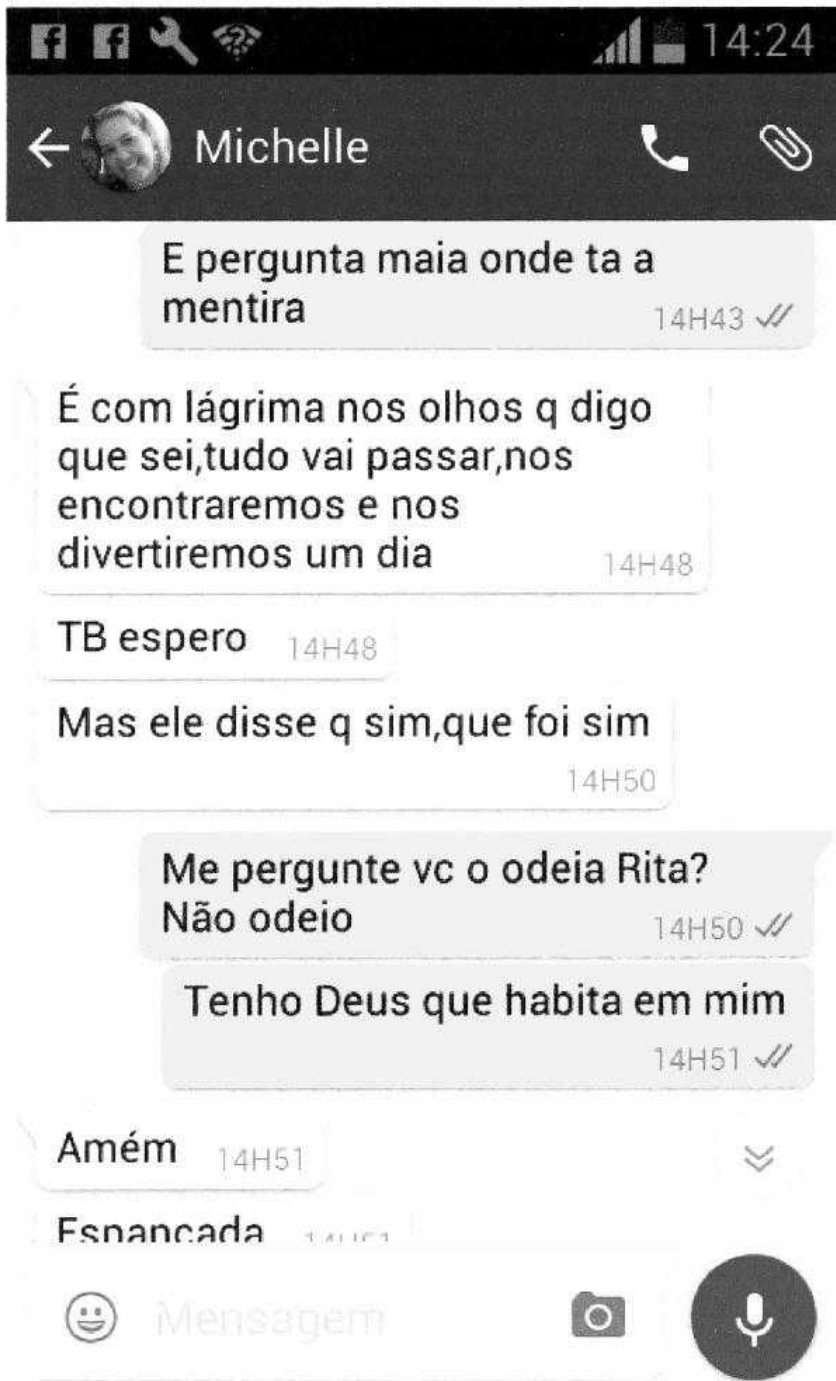 14:24
Michelle
E pergunta maia onde ta a
mentira
14H43
É com lágrima nos olhos q digo
que sei,tudo vai passar,nos
encontraremos e nos
divertiremos um dia
14H48
TB espero 14H48
Mas ele disse q sim,que foi sim
14H50
Me pergunte vc o odeia Rita?
Não odeio
14H50
Tenho Deus que habita em mim
14H51
Amém 14H51
Espancada 14H51
Mensagem